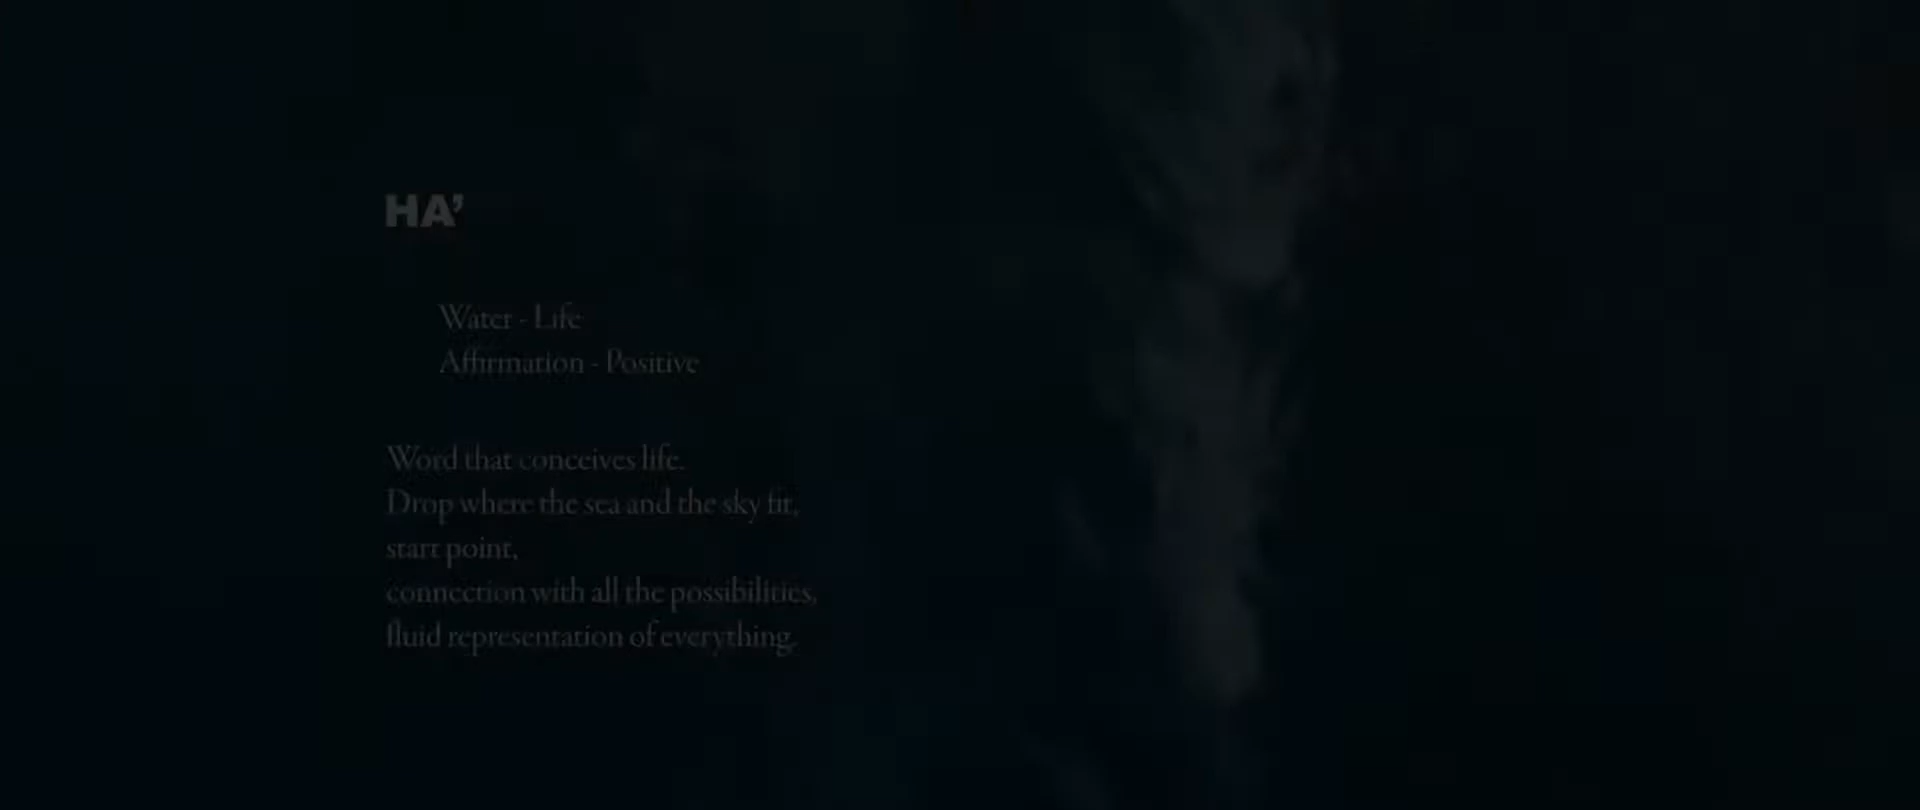 HA’
Water - Life
Affirmation - Positive
Word that conceives life.
Drop where the sea and the sky fit,
start point,
connection with all the possibilities,
fluid representation of everything.